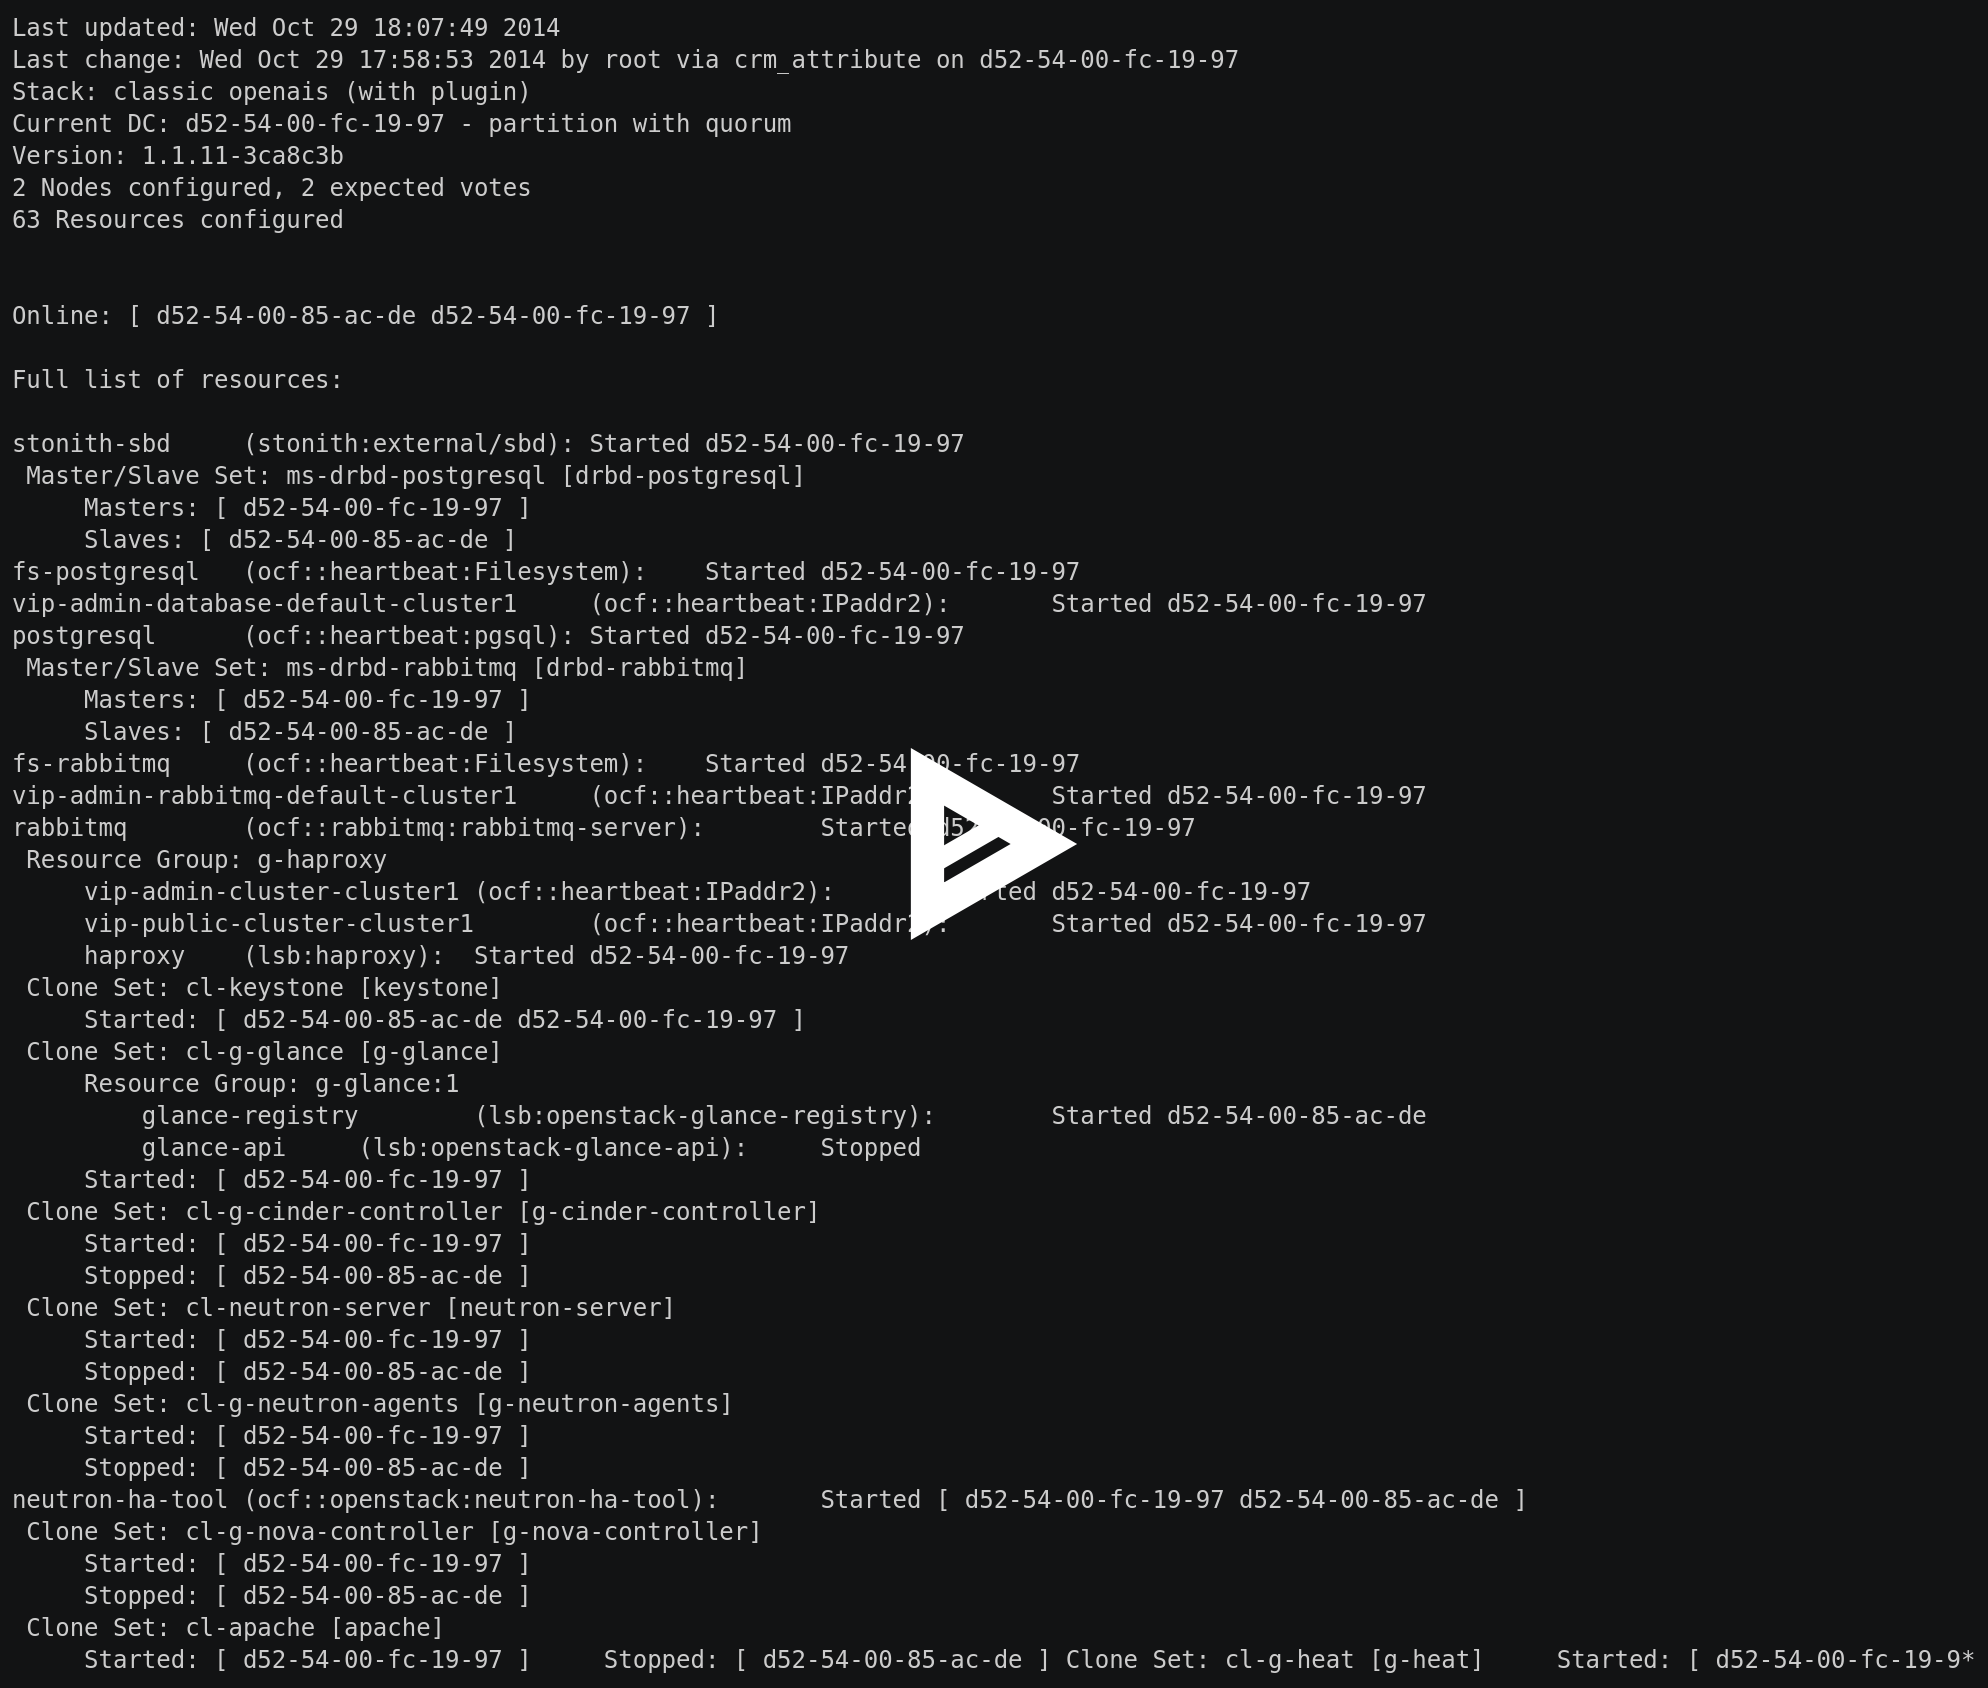 Last updated: Wed Oct 29 18:07:49 2014
Last change: Wed Oct 29 17:58:53 2014 by root via crm_attribute on d52-54-00-fc-19-97
Stack: classic openais (with plugin)
Current DC: d52-54-00-fc-19-97 - partition with quorum
Version: 1.1.11-3ca8c3b
2 Nodes configured, 2 expected votes
63 Resources configured
Online: [ d52-54-00-85-ac-de d52-54-00-fc-19-97 ]
Full list of resources:
stonith-sbd     (stonith:external/sbd): Started d52-54-00-fc-19-97
 Master/Slave Set: ms-drbd-postgresql [drbd-postgresql]
     Masters: [ d52-54-00-fc-19-97 ]
     Slaves: [ d52-54-00-85-ac-de ]
fs-postgresql   (ocf::heartbeat:Filesystem):    Started d52-54-00-fc-19-97
vip-admin-database-default-cluster1     (ocf::heartbeat:IPaddr2):       Started d52-54-00-fc-19-97
postgresql      (ocf::heartbeat:pgsql): Started d52-54-00-fc-19-97
 Master/Slave Set: ms-drbd-rabbitmq [drbd-rabbitmq]
     Masters: [ d52-54-00-fc-19-97 ]
     Slaves: [ d52-54-00-85-ac-de ]
fs-rabbitmq     (ocf::heartbeat:Filesystem):    Started d52-54-00-fc-19-97
vip-admin-rabbitmq-default-cluster1     (ocf::heartbeat:IPaddr2       Started d52-54-00-fc-19-97
rabbitmq        (ocf::rabbitmq:rabbitmq-server):        Started d52-54-00-fc-19-97
 Resource Group: g-haproxy
     vip-admin-cluster-cluster1 (ocf::heartbeat:IPaddr2):       Started d52-54-00-fc-19-97
     vip-public-cluster-cluster1        (ocf::heartbeat:IPaddr2):       Started d52-54-00-fc-19-97
     haproxy    (lsb:haproxy):  Started d52-54-00-fc-19-97
 Clone Set: cl-keystone [keystone]
     Started: [ d52-54-00-85-ac-de d52-54-00-fc-19-97 ]
 Clone Set: cl-g-glance [g-glance]
     Resource Group: g-glance:1
         glance-registry        (lsb:openstack-glance-registry):        Started d52-54-00-85-ac-de
         glance-api     (lsb:openstack-glance-api):     Stopped
     Started: [ d52-54-00-fc-19-97 ]
 Clone Set: cl-g-cinder-controller [g-cinder-controller]
     Started: [ d52-54-00-fc-19-97 ]
     Stopped: [ d52-54-00-85-ac-de ]
 Clone Set: cl-neutron-server [neutron-server]
     Started: [ d52-54-00-fc-19-97 ]
     Stopped: [ d52-54-00-85-ac-de ]
 Clone Set: cl-g-neutron-agents [g-neutron-agents]
     Started: [ d52-54-00-fc-19-97 ]
     Stopped: [ d52-54-00-85-ac-de ]
neutron-ha-tool (ocf::openstack:neutron-ha-tool):       Started [ d52-54-00-fc-19-97 d52-54-00-85-ac-de ]
 Clone Set: cl-g-nova-controller [g-nova-controller]
     Started: [ d52-54-00-fc-19-97 ]
     Stopped: [ d52-54-00-85-ac-de ]
 Clone Set: cl-apache [apache]
     Started: [ d52-54-00-fc-19-97 ]     Stopped: [ d52-54-00-85-ac-de ] Clone Set: cl-g-heat [g-heat]     Started: [ d52-54-00-fc-19-9*